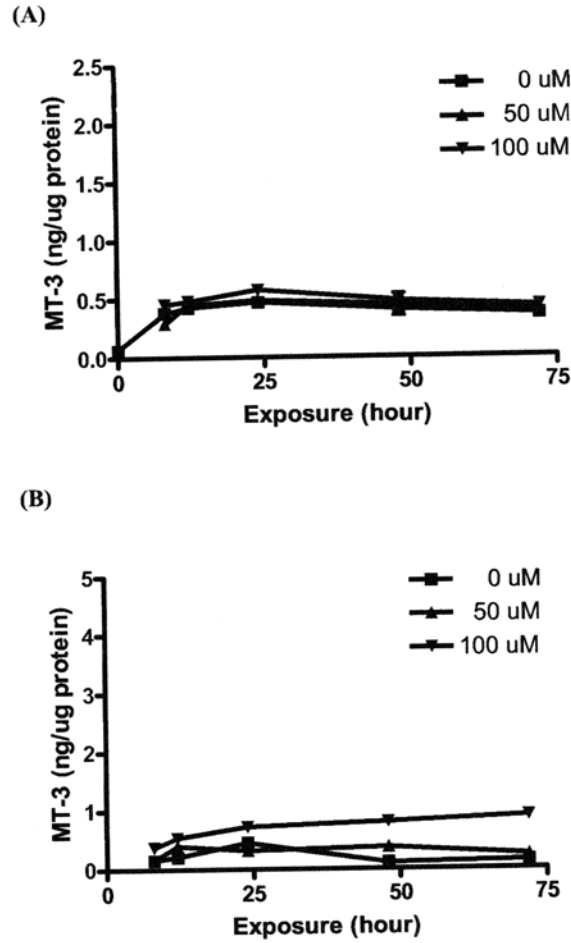 (A)
2.5
2.0
1.5
1.0
0.5
0.0
MT-3 (ng/ug protein)
0 uM
50 uM
100 uM
0
25
50
75
Exposure (hour)
(B)
5
4
3
2
1
0
MT-3 (ng/ug protein)
0 uM
50 uM
100 uM
0
25
50
75
Exposure (hour)